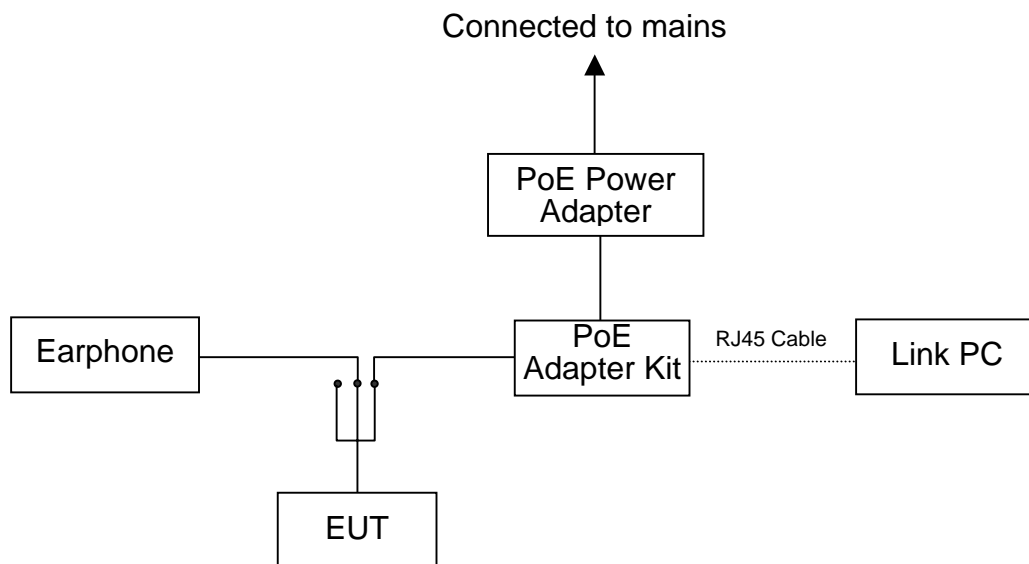 Connected to mains
PoE Power
Adapter
Earphone
PoE
Adapter Kit
RJ45 Cable
Link PC
EUT